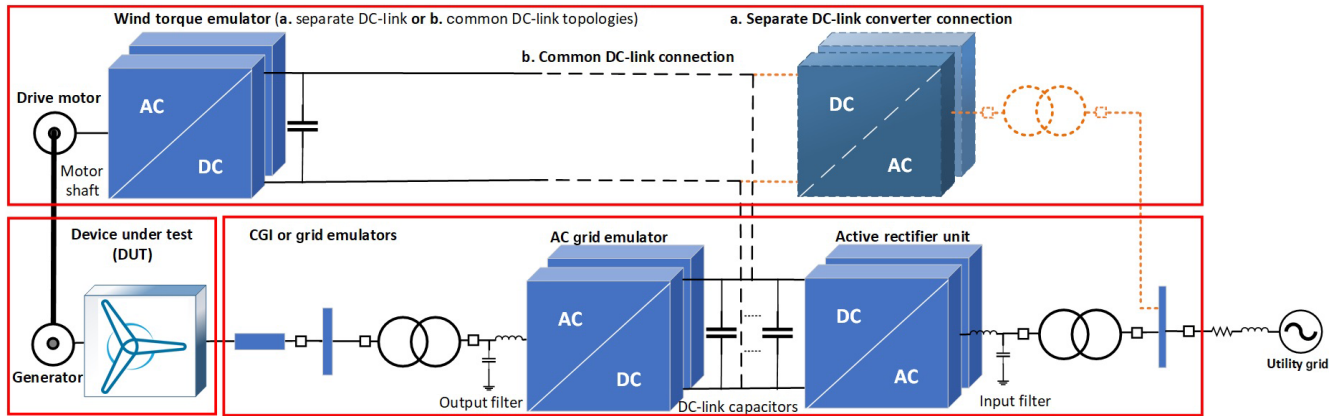 Wind torque emulator (a. separate DC-link or b. common DC-link topologies)
a. Separate DC-link converter connection
b. Common DC-link connection
Drive motor
AC
DC
DC
AC
Motor
shaft
Device under test
(DUT)
CGI or grid emulators
AC grid emulator
Active rectifier unit
AC
DC
DC
AC
Generator
Output filter
DC-link capacitors
Input filter
Utility grid